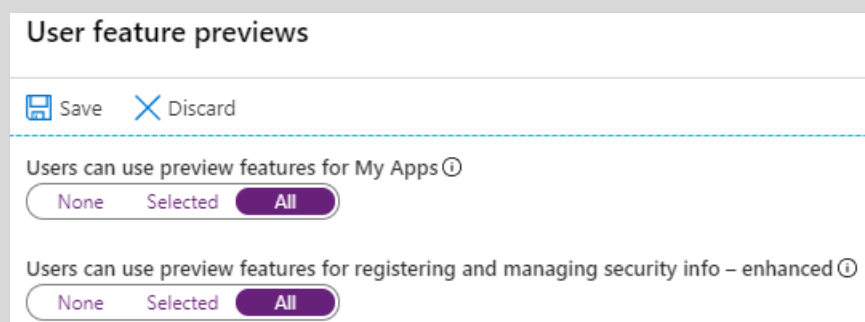 User feature previews
Save Discard
Users can use preview features for My Apps
None Selected All
Users can use preview features for registering and managing security info – enhanced
None Selected All